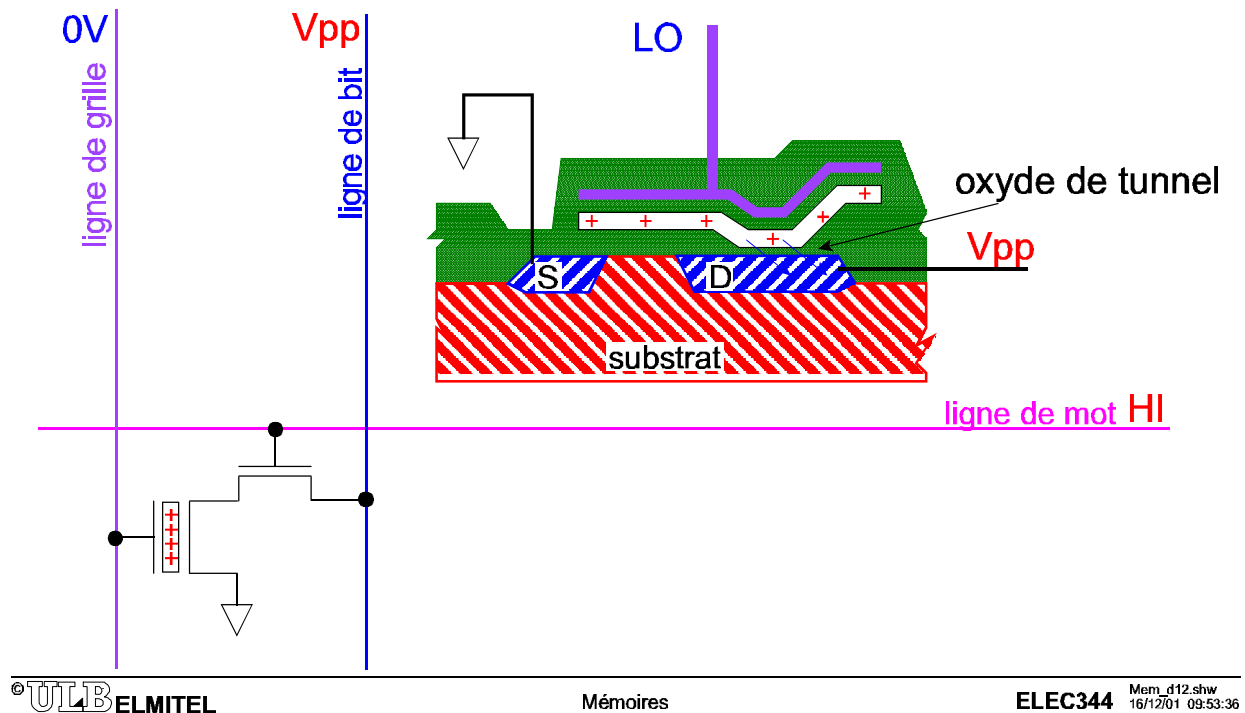 0V
Vpp
LO
ligne de grille
ligne de bit
oxyde de tunnel
+ + + + + +
Vpp
S
D
substrat
ligne de mot HI
+
+
+
+
© ULB ELMITEL
Mémoires
ELEC344
Mem_d12.shw
16/12/01 09:53:36